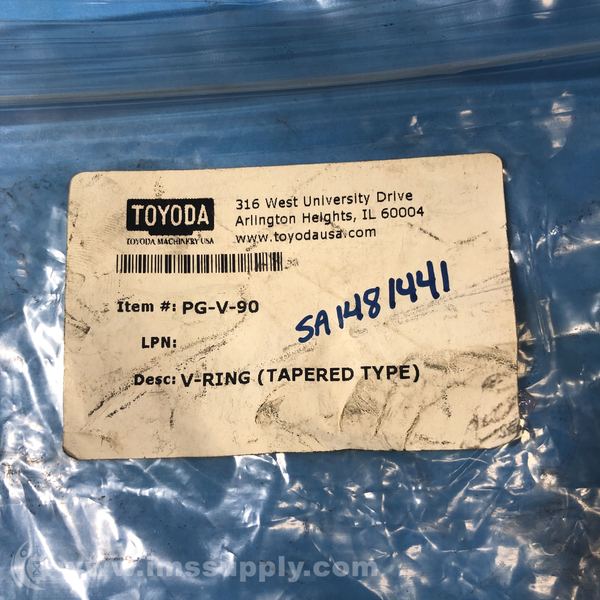 TOYODA
TOYODA MACHINERY USA
316 West University Drive
Arlington Heights, IL 60004
www.toyodausa.com
Item #: PG-V-90
SA1481441
LPN:
Desc: V-RING (TAPERED TYPE)
www.imssupply.com